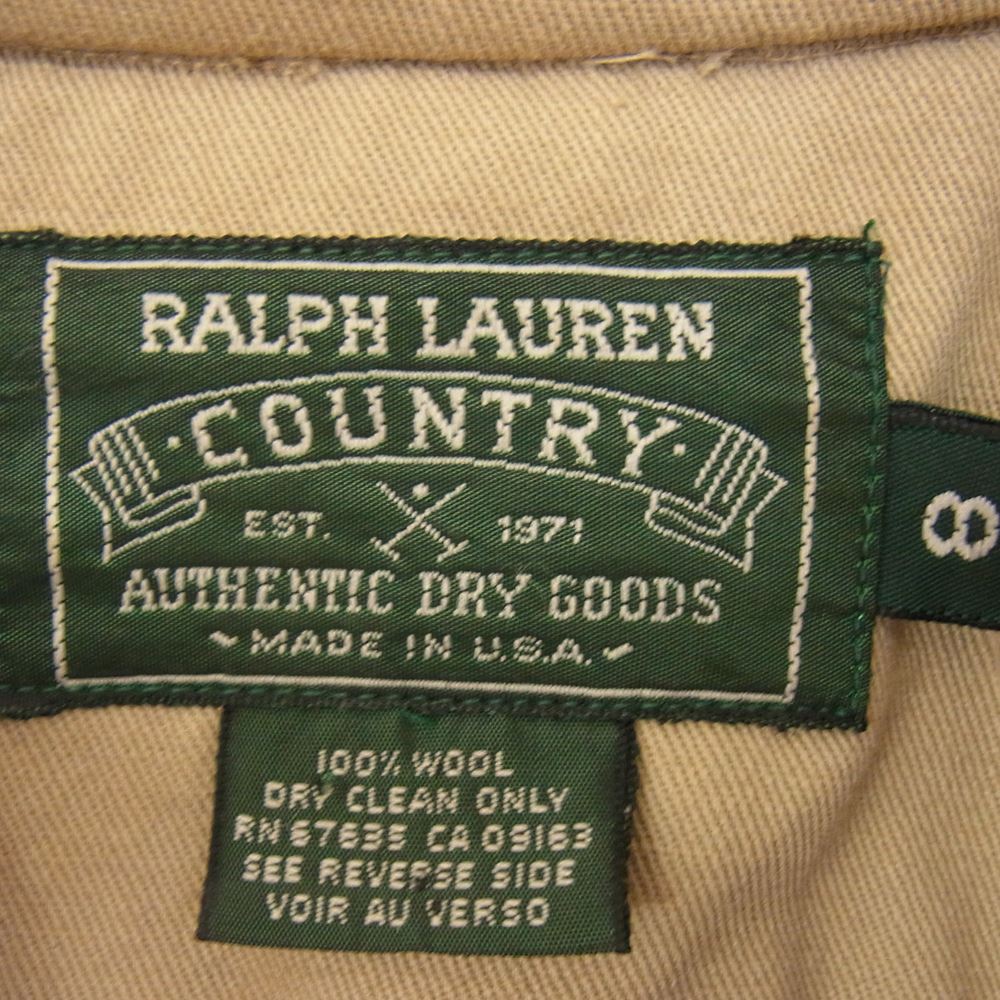 RALPH LAUREN
·COUNTRY·
EST. 1971
AUTHENTIC DRY GOODS
~MADE IN U.S.A.~
8
100% WOOL
DRY CLEAN ONLY
RN 67635 CA 09163
SEE REVERSE SIDE
VOIR AU VERSO